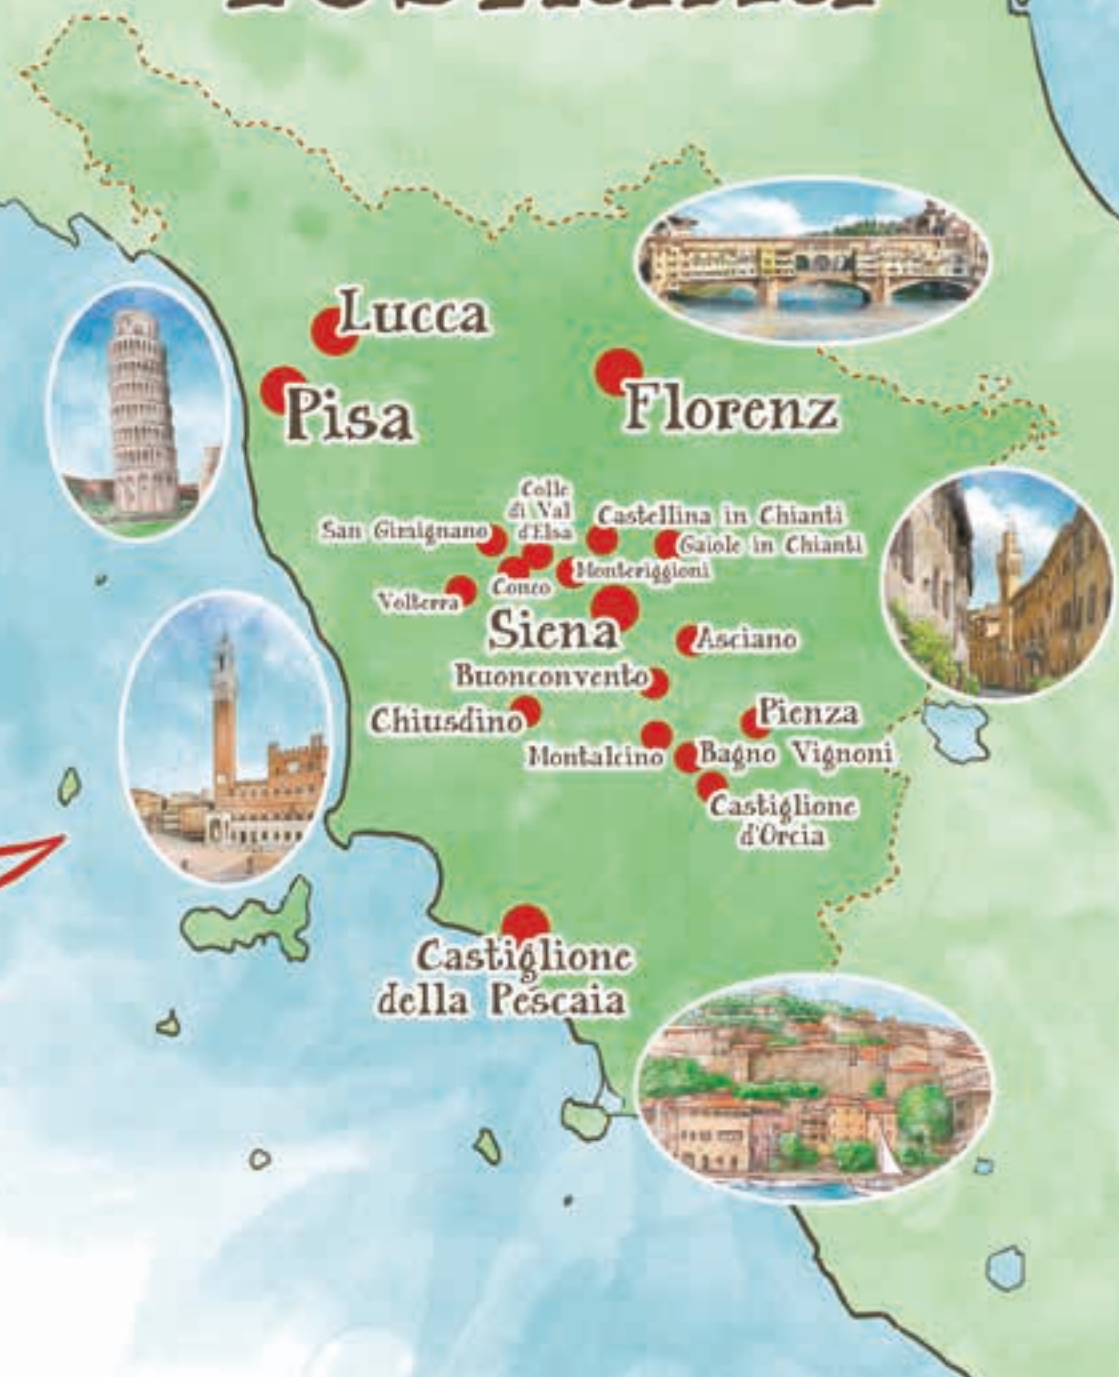 Lucca
Pisa
Florenz
Colle
di Val
d'Elsa
San Gimignano
Castellina in Chianti
Gaiole in Chianti
Monteriggioni
Conco
Volterra
Siena
Asciano
Buonconvento
Chiusdino
Pienza
Montalcino
Bagno Vignoni
Castiglione
d'Orcia
Castiglione
della Pescaia